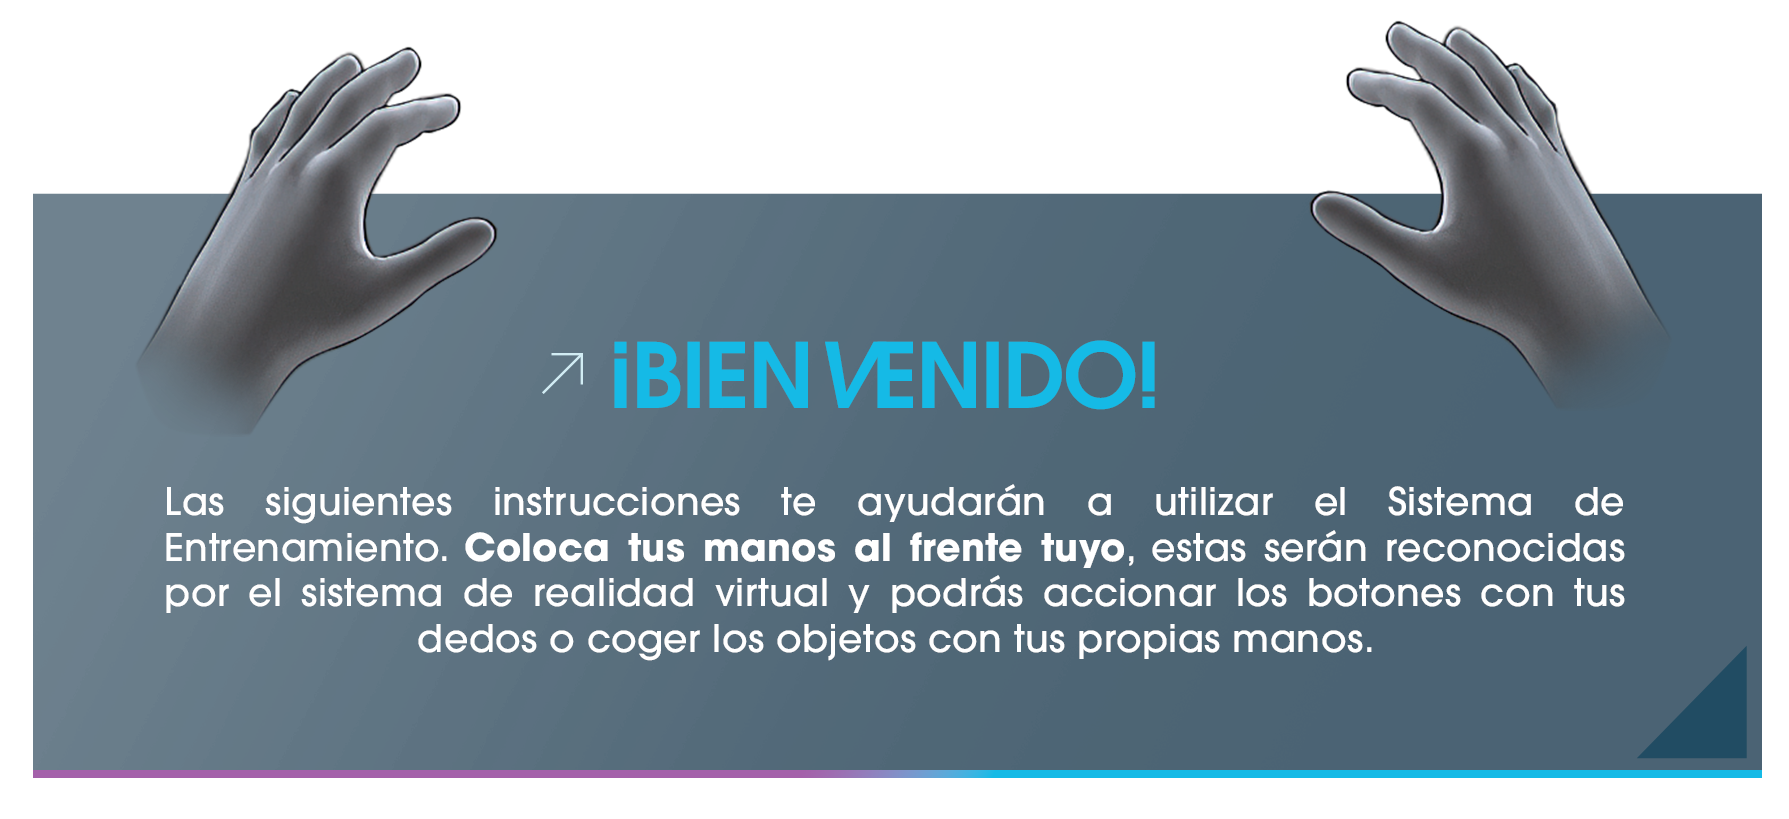 ¡BIENVENIDO!
Las siguientes instrucciones te ayudarán a utilizar el Sistema de
Entrenamiento. Coloca tus manos al frente tuyo, estas serán reconocidas
por el sistema de realidad virtual y podrás accionar los botones con tus
dedos o coger los objetos con tus propias manos.